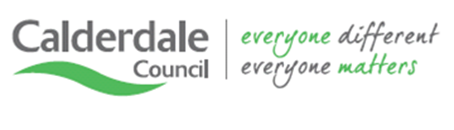 Calderdale
Council
everyone different
everyone matters